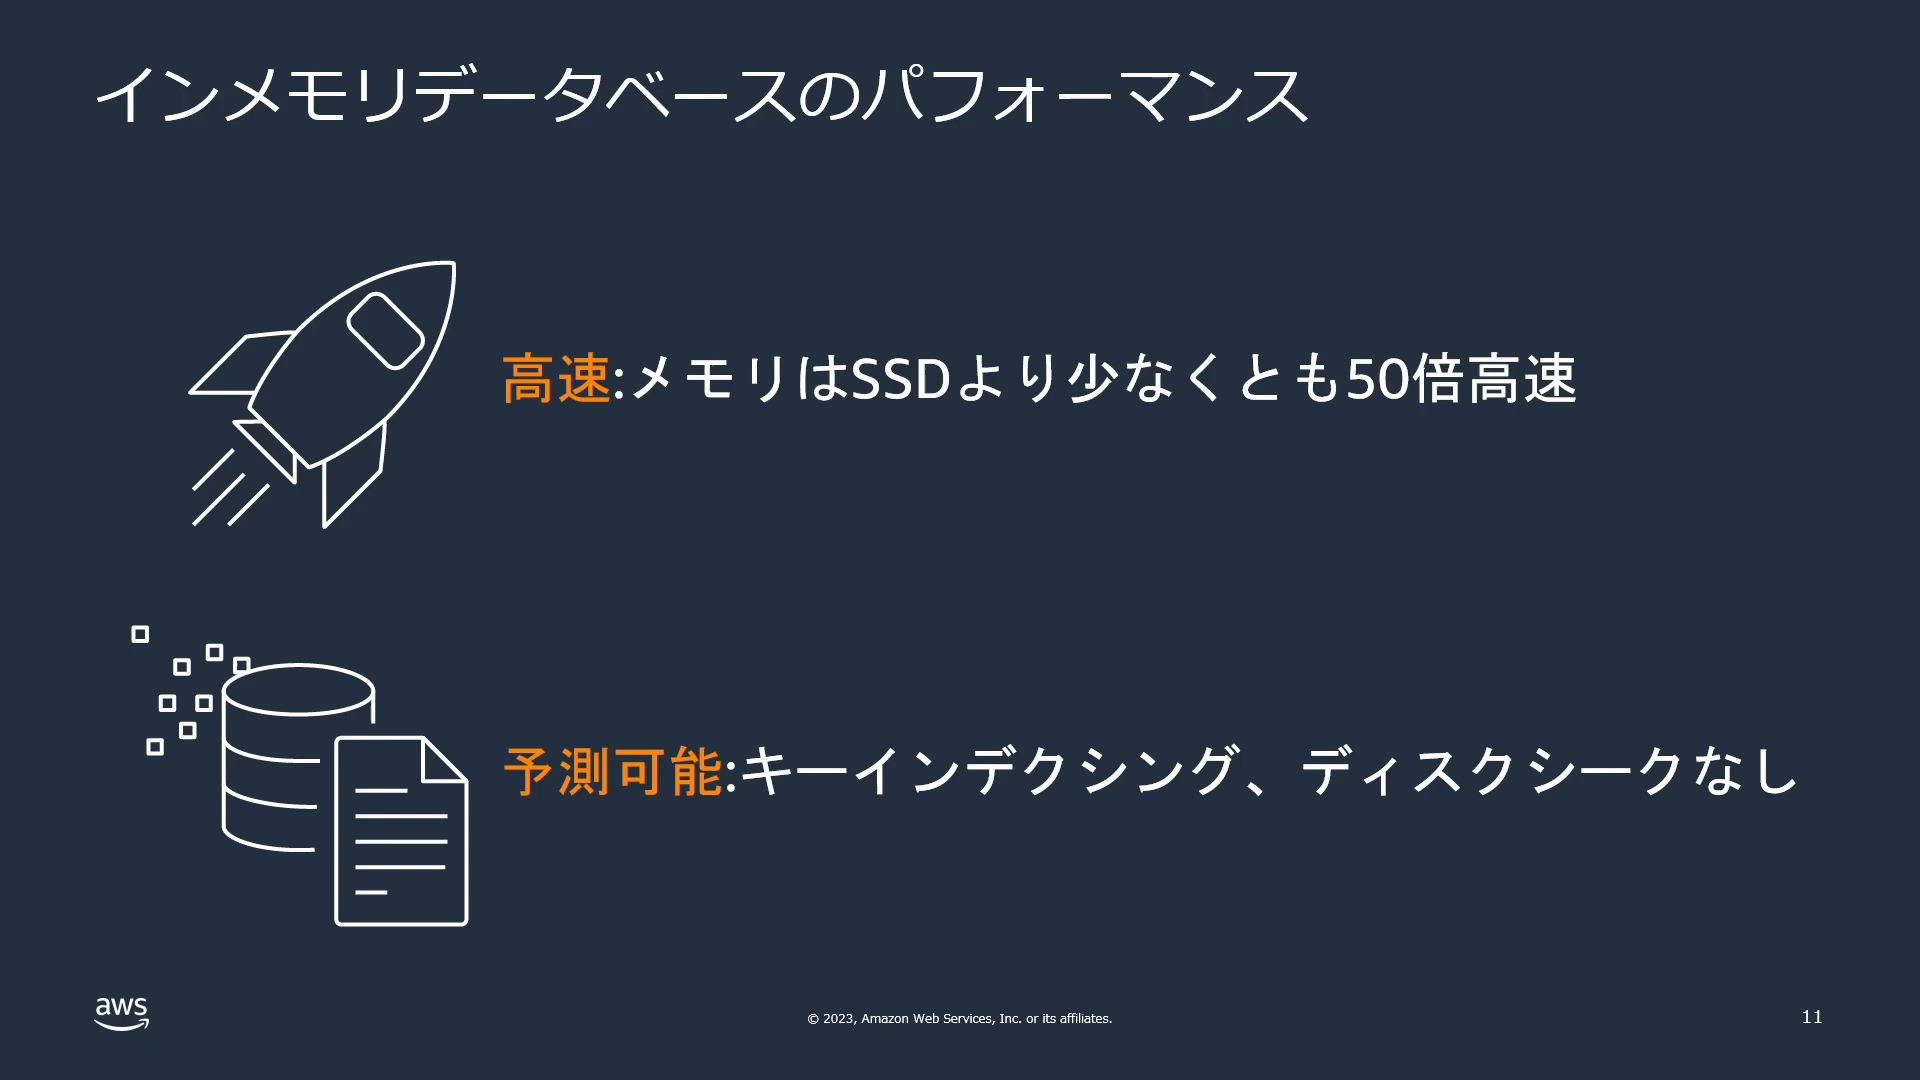 インメモリデータベースのパフォーマンス
高速:メモリはSSDより少なくとも50倍高速
予測可能:キーインデクシング、ディスクシークなし
aws
© 2023, Amazon Web Services, Inc. or its affiliates.
11